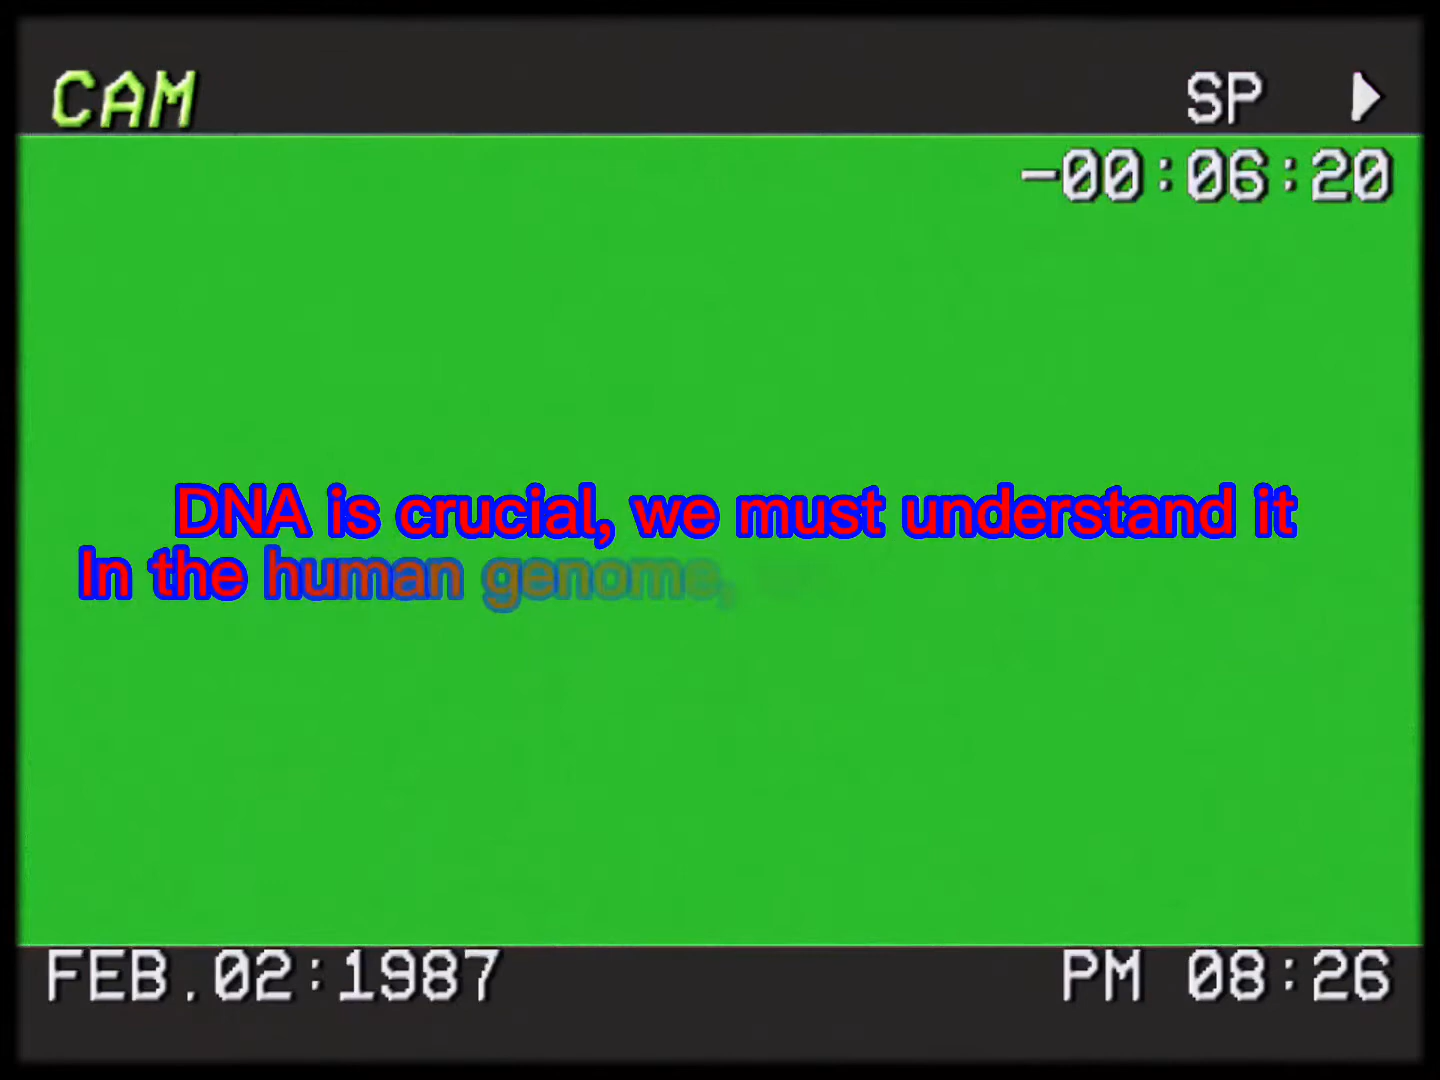 CAM
SP
-00:06:20
DNA is crucial, we must understand it
In the human genome,
FEB.02:1987
PM 08:26